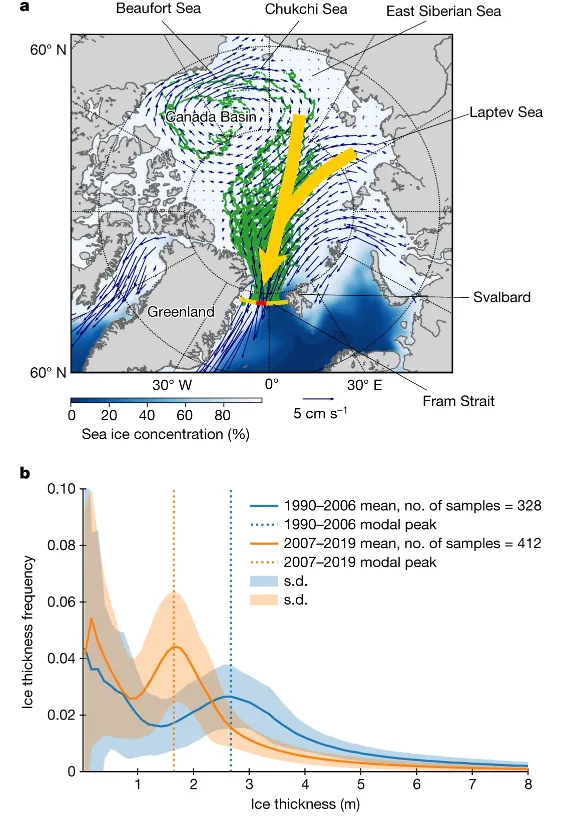 a
Beaufort Sea
Chukchi Sea
East Siberian Sea
60° N
Canada Basin
Laptev Sea
Greenland
Svalbard
60° N
30° W
0°
30° E
Fram Strait
0 20 40 60 80
5 cm s⁻¹
Sea ice concentration (%)
b
0.10
0.08
0.06
0.04
0.02
0
Ice thickness frequency
1990–2006 mean, no. of samples = 328
1990–2006 modal peak
2007–2019 mean, no. of samples = 412
2007–2019 modal peak
s.d.
s.d.
1 2 3 4 5 6 7 8
Ice thickness (m)